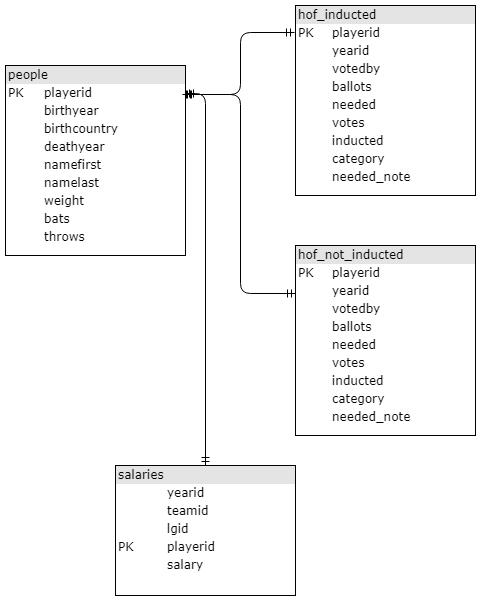 people
PK playerid
birthyear
birthcountry
deathyear
namefirst
namelast
weight
bats
throws
hof_inducted
PK playerid
yearid
votedby
ballots
needed
votes
inducted
category
needed_note
hof_not_inducted
PK playerid
yearid
votedby
ballots
needed
votes
inducted
category
needed_note
salaries
yearid
teamid
lgid
PK playerid
salary